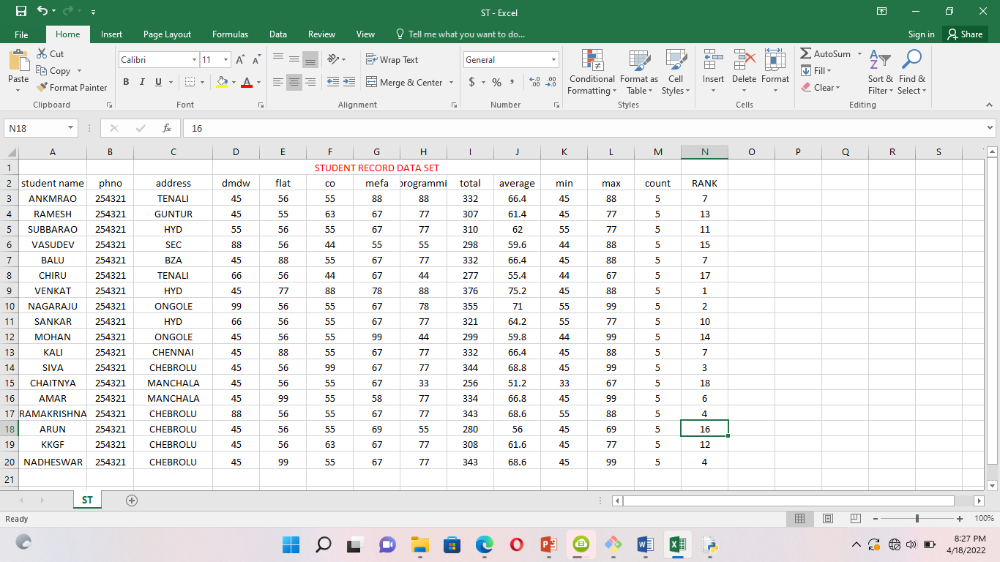 ST - Excel
File Home Insert Page Layout Formulas Data Review View Tell me what you want to do... Sign in Share
Paste Cut Copy Format Painter Clipboard
Calibri 11 B I U A A A Font
Wrap Text Merge & Center Alignment
General $ % , .0 .00 .00 .0 Number
Conditional Formatting Format as Table Cell Styles Styles
Insert Delete Format Cells
AutoSum Fill Clear Sort & Filter Find & Select Editing
N18 fx 16
A B C D E F G H I J K L M N O P Q R S
1 STUDENT RECORD DATA SET
2 student name phno address dmdw flat co mefa programmi total average min max count RANK
3 ANKMRAO 254321 TENALI 45 56 55 88 88 332 66.4 45 88 5 7
4 RAMESH 254321 GUNTUR 45 55 63 67 77 307 61.4 45 77 5 13
5 SUBBARAO 254321 HYD 55 56 55 67 77 310 62 55 77 5 11
6 VASUDEV 254321 SEC 88 56 44 55 55 298 59.6 44 88 5 15
7 BALU 254321 BZA 45 88 55 67 77 332 66.4 45 88 5 7
8 CHIRU 254321 TENALI 66 56 44 67 44 277 55.4 44 67 5 17
9 VENKAT 254321 HYD 45 77 88 78 88 376 75.2 45 88 5 1
10 NAGARAJU 254321 ONGOLE 99 56 55 67 78 355 71 55 99 5 2
11 SANKAR 254321 HYD 66 56 55 67 77 321 64.2 55 77 5 10
12 MOHAN 254321 ONGOLE 45 56 55 99 44 299 59.8 44 99 5 14
13 KALI 254321 CHENNAI 45 88 55 67 77 332 66.4 45 88 5 7
14 SIVA 254321 CHEBROLU 45 56 99 67 77 344 68.8 45 99 5 3
15 CHAITNYA 254321 MANCHALA 45 56 55 67 33 256 51.2 33 67 5 18
16 AMAR 254321 MANCHALA 45 99 55 58 77 334 66.8 45 99 5 6
17 RAMAKRISHNA 254321 CHEBROLU 88 56 55 67 77 343 68.6 55 88 5 4
18 ARUN 254321 CHEBROLU 45 56 55 69 55 280 56 45 69 5 16
19 KKGF 254321 CHEBROLU 45 56 63 67 77 308 61.6 45 77 5 12
20 NADHESWAR 254321 CHEBROLU 45 99 55 67 77 343 68.6 45 99 5 4
21
ST
Ready 100%
8:27 PM
4/18/2022